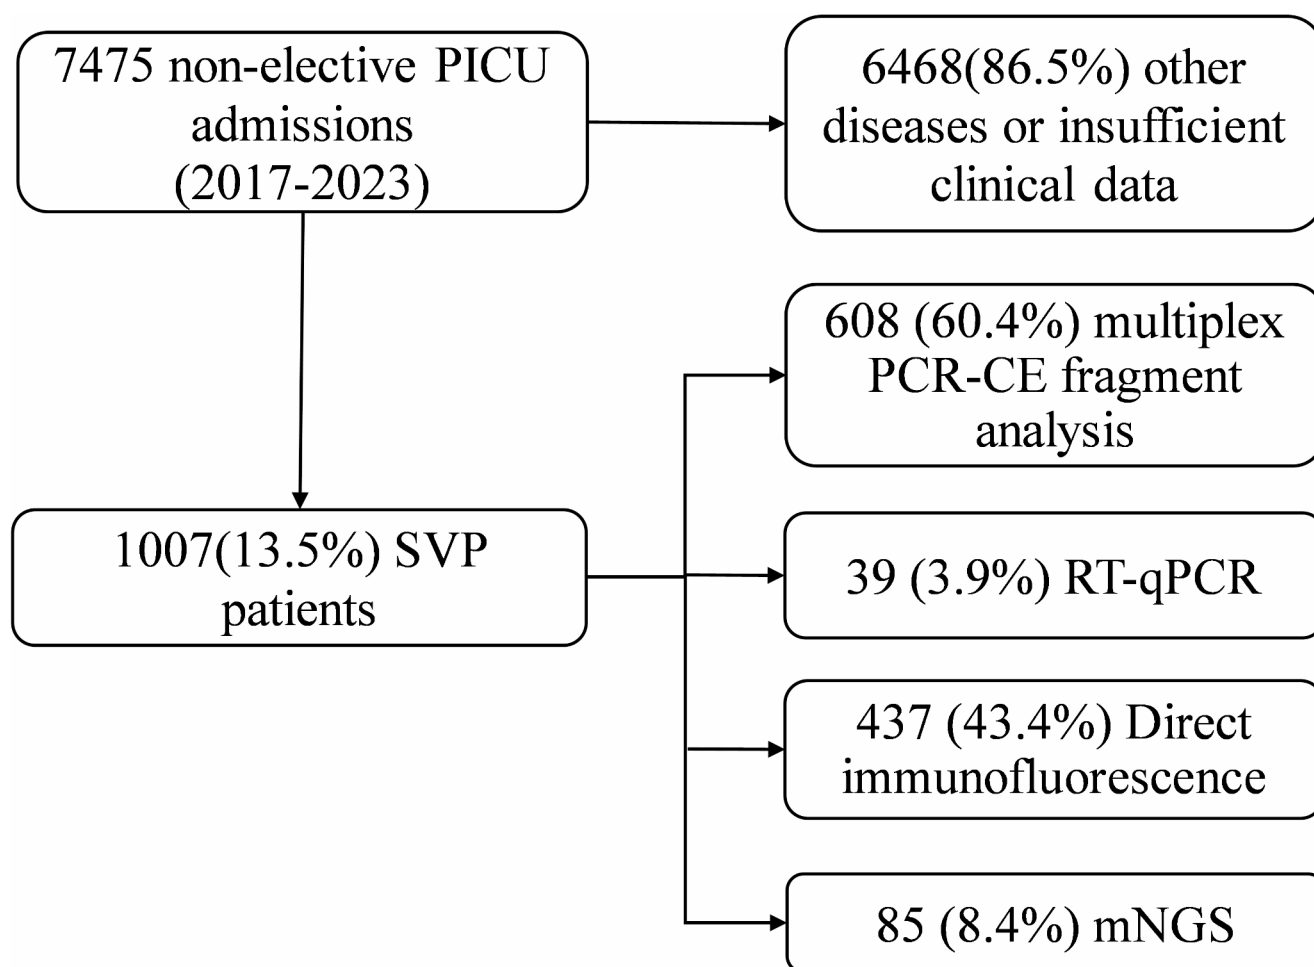 7475 non-elective PICU
admissions
(2017-2023)
6468(86.5%) other
diseases or insufficient
clinical data
608 (60.4%) multiplex
PCR-CE fragment
analysis
1007(13.5%) SVP
patients
39 (3.9%) RT-qPCR
437 (43.4%) Direct
immunofluorescence
85 (8.4%) mNGS